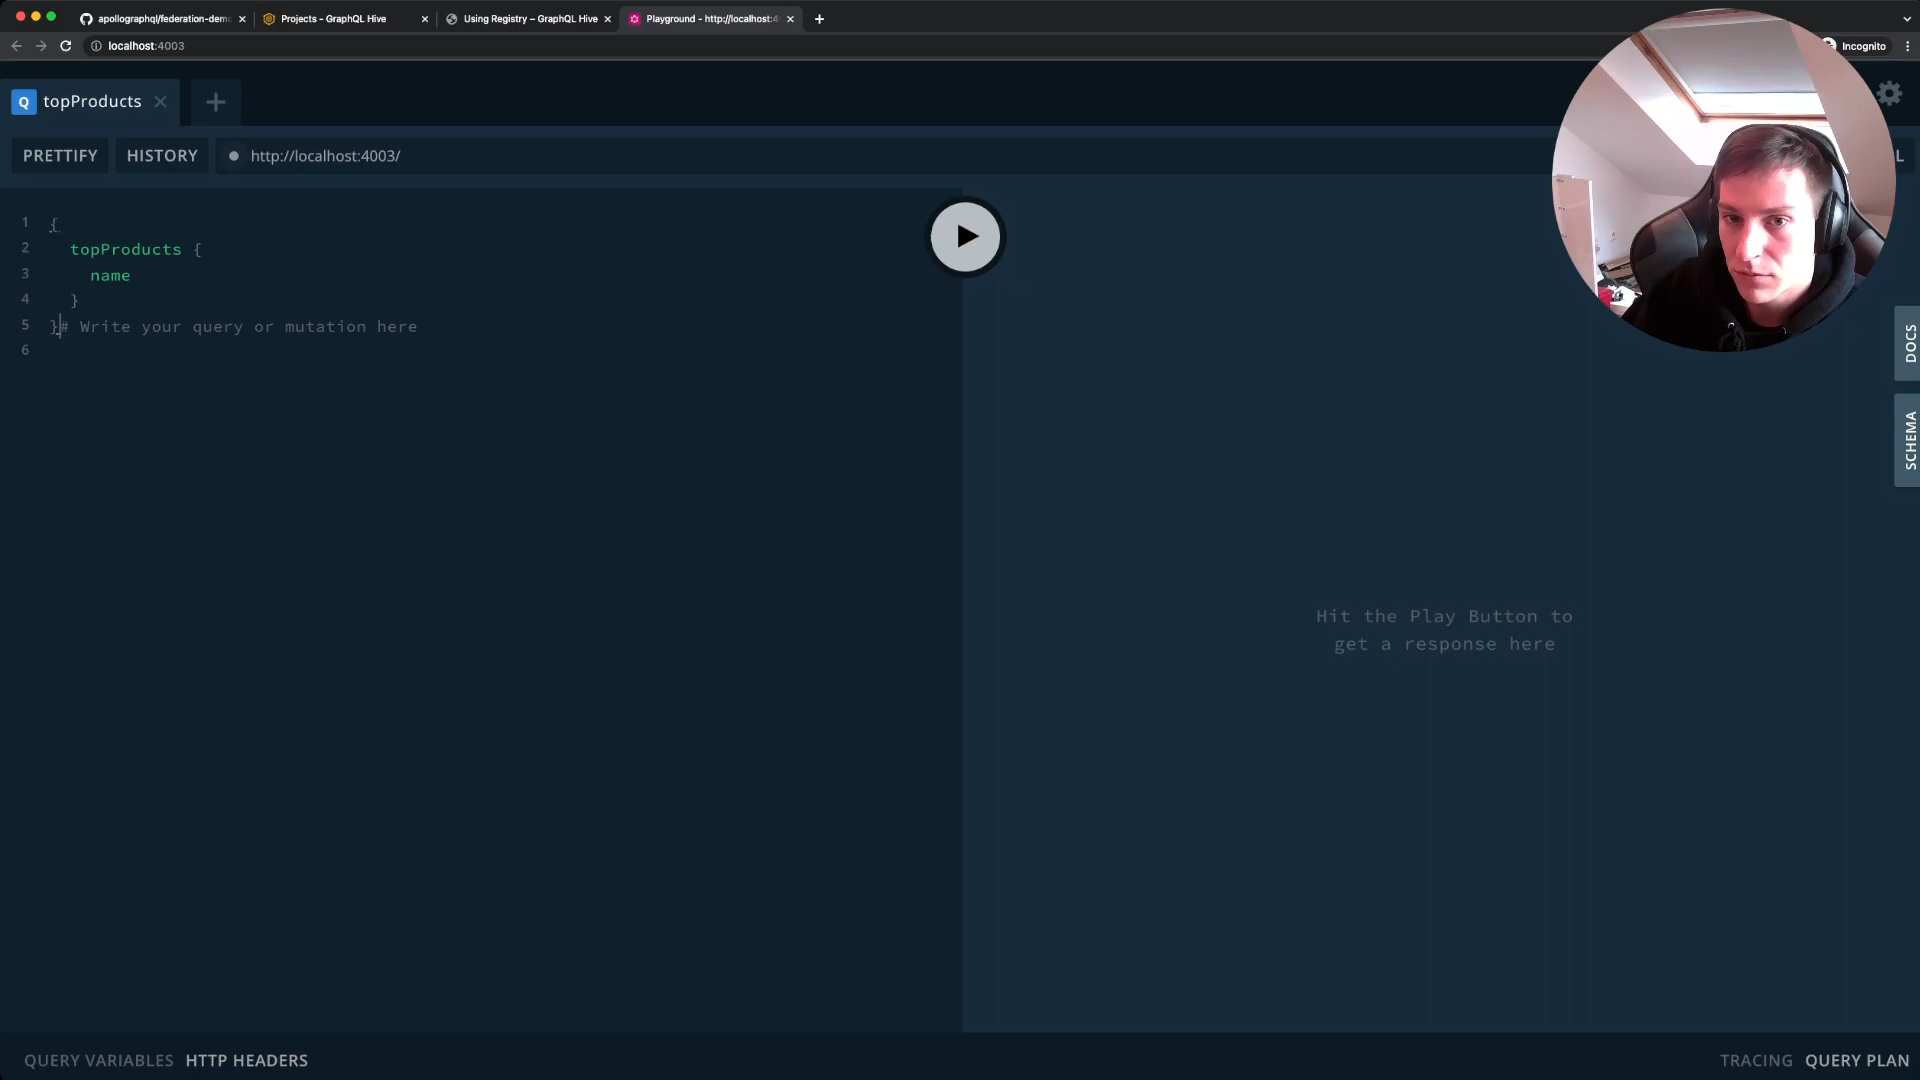 apollographql/federation-demo
Projects - GraphQL Hive
Using Registry – GraphQL Hive
Playground - http://localhost:4
localhost:4003
Incognito
Q topProducts
PRETTIFY
HISTORY
http://localhost:4003/
L
1 {
2 topProducts {
3 name
4 }
5 }# Write your query or mutation here
6
DOCS
SCHEMA
Hit the Play Button to
get a response here
QUERY VARIABLES
HTTP HEADERS
TRACING
QUERY PLAN